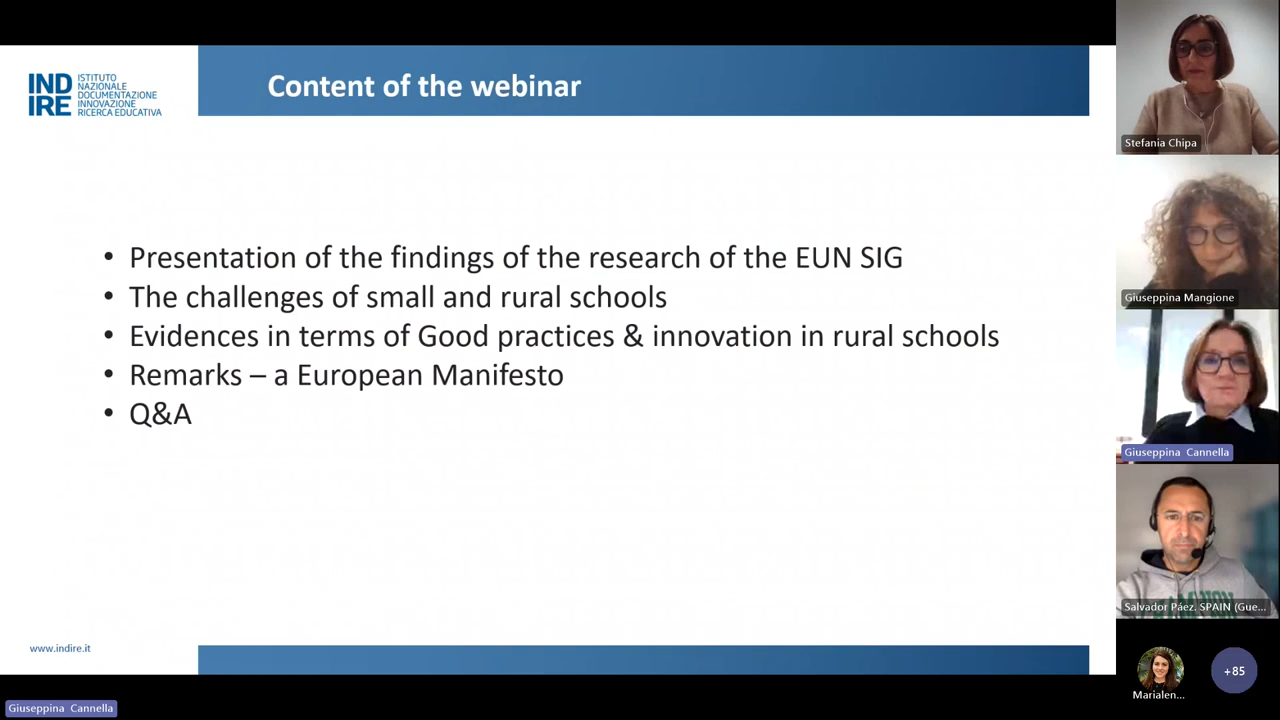 IND
IRE
ISTITUTO
NAZIONALE
DOCUMENTAZIONE
INNOVAZIONE
RICERCA EDUCATIVA
Content of the webinar
• Presentation of the findings of the research of the EUN SIG
• The challenges of small and rural schools
• Evidences in terms of Good practices & innovation in rural schools
• Remarks – a European Manifesto
• Q&A
www.indire.it
Giuseppina Cannella
Stefania Chipa
Giuseppina Mangione
Giuseppina Cannella
Salvador Páez. SPAIN (Gue...
Marialen...
+85